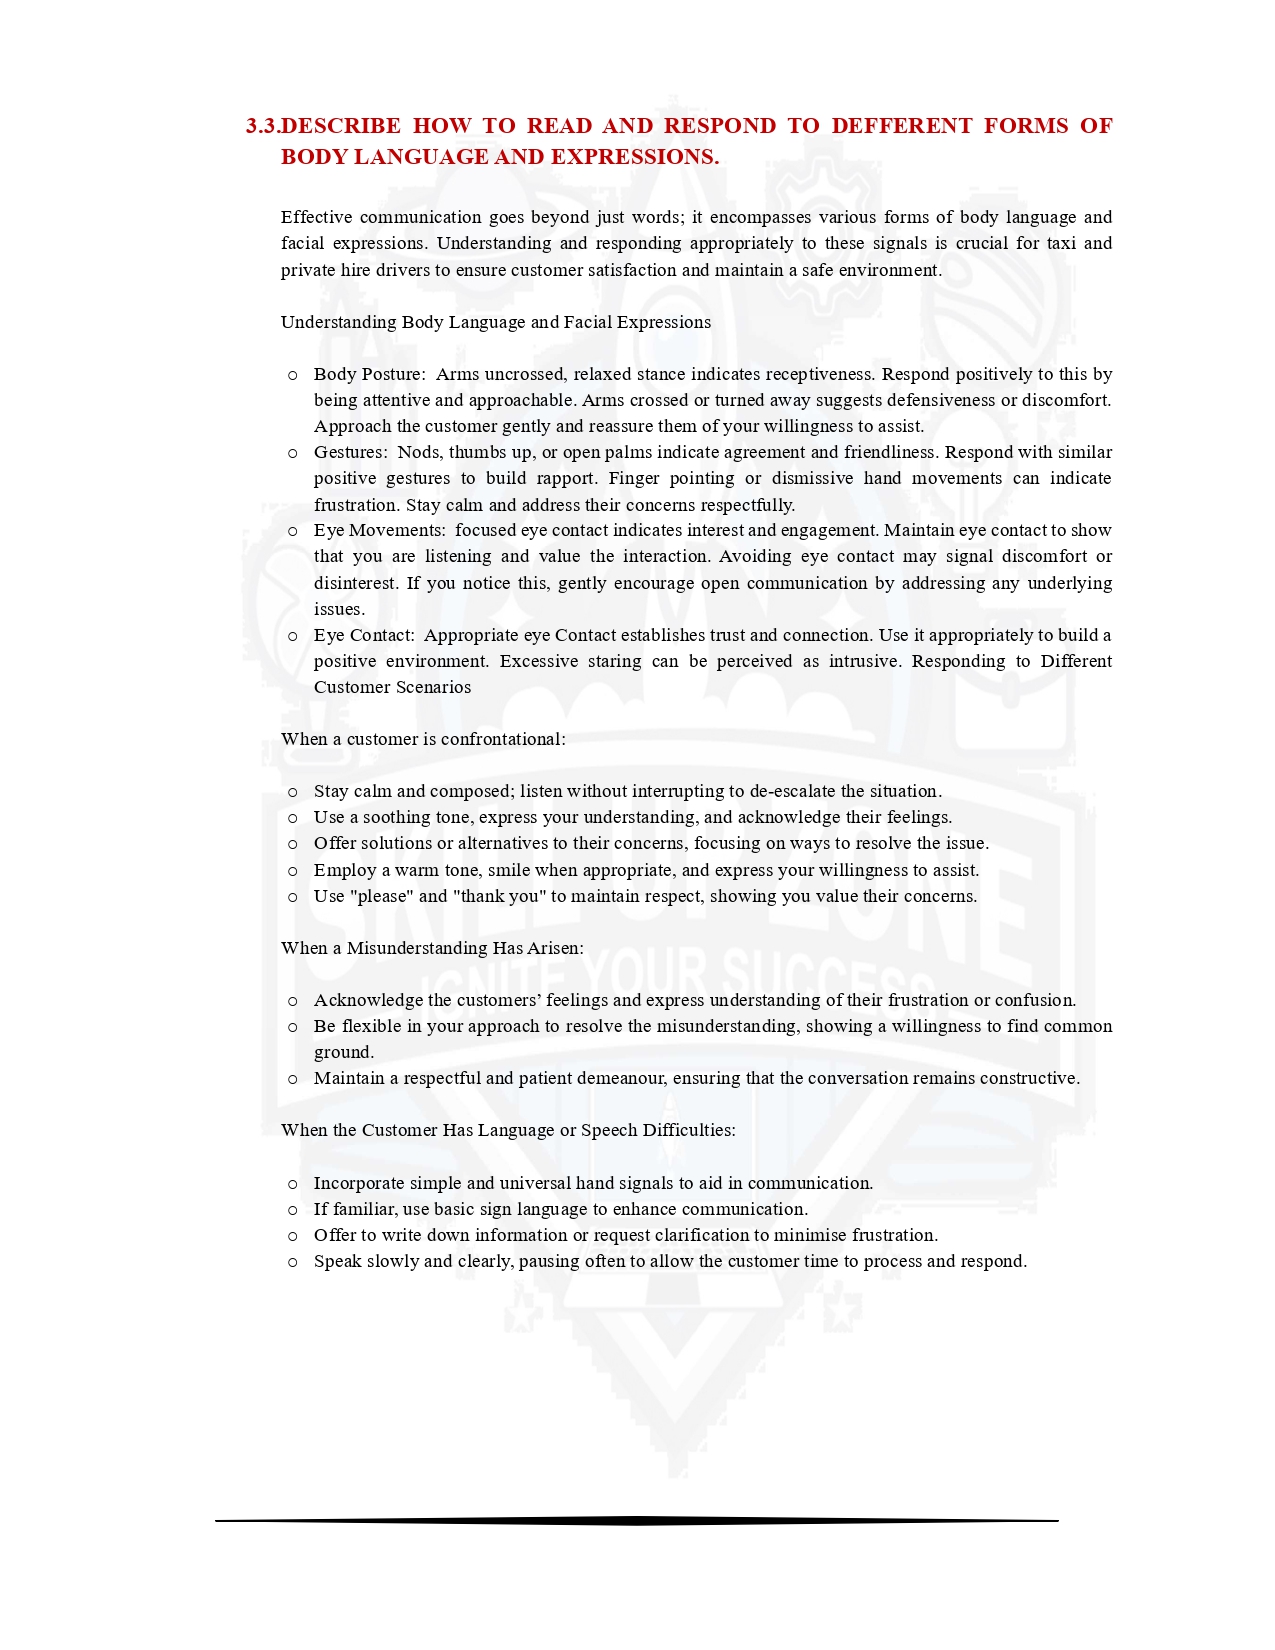 3.3.DESCRIBE HOW TO READ AND RESPOND TO DEFFERENT FORMS OF
BODY LANGUAGE AND EXPRESSIONS.
Effective communication goes beyond just words; it encompasses various forms of body language and
facial expressions. Understanding and responding appropriately to these signals is crucial for taxi and
private hire drivers to ensure customer satisfaction and maintain a safe environment.
Understanding Body Language and Facial Expressions
o Body Posture:  Arms uncrossed, relaxed stance indicates receptiveness. Respond positively to this by
being attentive and approachable. Arms crossed or turned away suggests defensiveness or discomfort.
Approach the customer gently and reassure them of your willingness to assist.
o Gestures:  Nods, thumbs up, or open palms indicate agreement and friendliness. Respond with similar
positive gestures to build rapport. Finger pointing or dismissive hand movements can indicate
frustration. Stay calm and address their concerns respectfully.
o Eye Movements:  focused eye contact indicates interest and engagement. Maintain eye contact to show
that you are listening and value the interaction. Avoiding eye contact may signal discomfort or
disinterest. If you notice this, gently encourage open communication by addressing any underlying
issues.
o Eye Contact:  Appropriate eye Contact establishes trust and connection. Use it appropriately to build a
positive environment. Excessive staring can be perceived as intrusive. Responding to Different
Customer Scenarios
When a customer is confrontational:
o Stay calm and composed; listen without interrupting to de-escalate the situation.
o Use a soothing tone, express your understanding, and acknowledge their feelings.
o Offer solutions or alternatives to their concerns, focusing on ways to resolve the issue.
o Employ a warm tone, smile when appropriate, and express your willingness to assist.
o Use "please" and "thank you" to maintain respect, showing you value their concerns.
When a Misunderstanding Has Arisen:
o Acknowledge the customers’ feelings and express understanding of their frustration or confusion.
o Be flexible in your approach to resolve the misunderstanding, showing a willingness to find common
ground.
o Maintain a respectful and patient demeanour, ensuring that the conversation remains constructive.
When the Customer Has Language or Speech Difficulties:
o Incorporate simple and universal hand signals to aid in communication.
o If familiar, use basic sign language to enhance communication.
o Offer to write down information or request clarification to minimise frustration.
o Speak slowly and clearly, pausing often to allow the customer time to process and respond.
SKILL UP ZONE
IGNITE YOUR SUCCESS